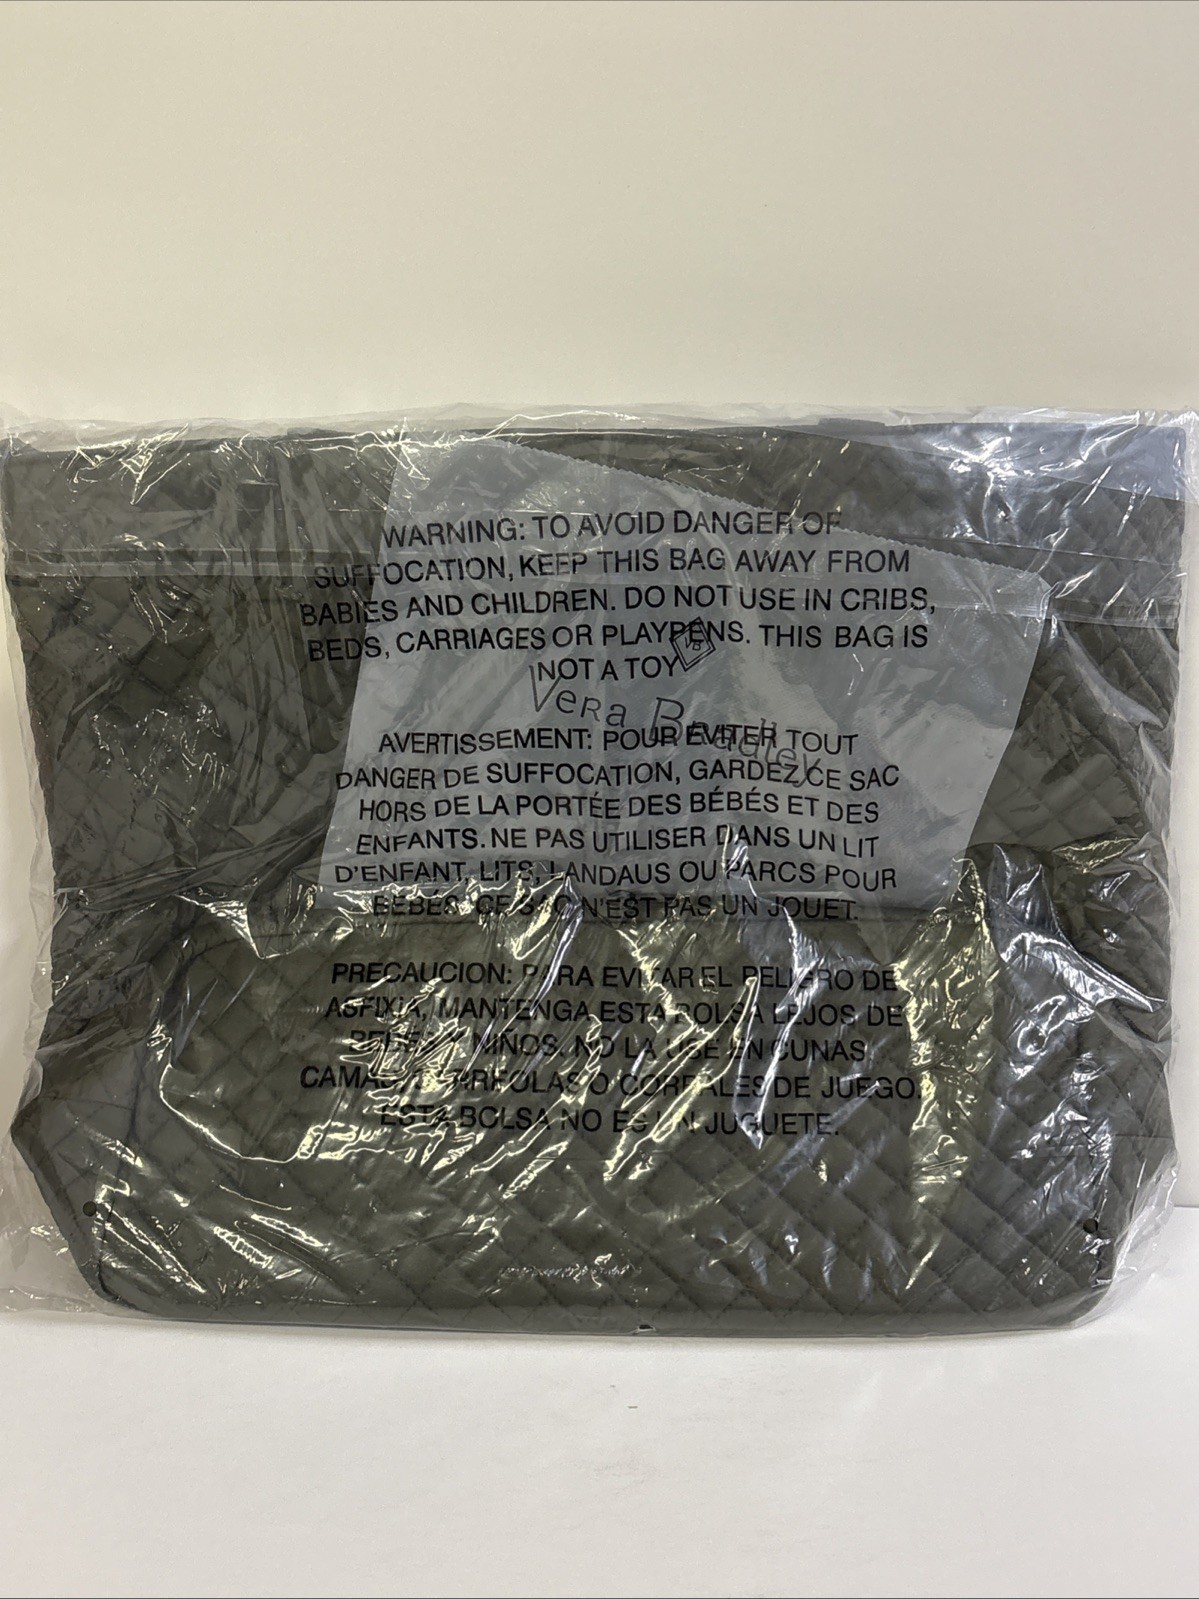 WARNING: TO AVOID DANGER OF
SUFFOCATION, KEEP THIS BAG AWAY FROM
BABIES AND CHILDREN. DO NOT USE IN CRIBS,
BEDS, CARRIAGES OR PLAYPENS. THIS BAG IS
NOT A TOY
Vera Bradley
AVERTISSEMENT: POUR EVITER TOUT
DANGER DE SUFFOCATION, GARDEZ CE SAC
HORS DE LA PORTÉE DES BÉBÉS ET DES
ENFANTS. NE PAS UTILISER DANS UN LIT
D'ENFANT, LITS, LANDAUS OU PARCS POUR
BÉBÉS. CE SAC N'EST PAS UN JOUET.
PRECAUCION: PARA EVITAR EL PELIGRO DE
ASFIXIA, MANTENGA ESTA BOLSA LEJOS DE
NIÑOS. NO LA USE EN CUNAS
CAMAS, O CORRALES DE JUEGO.
ESTA BOLSA NO ES UN JUGUETE.